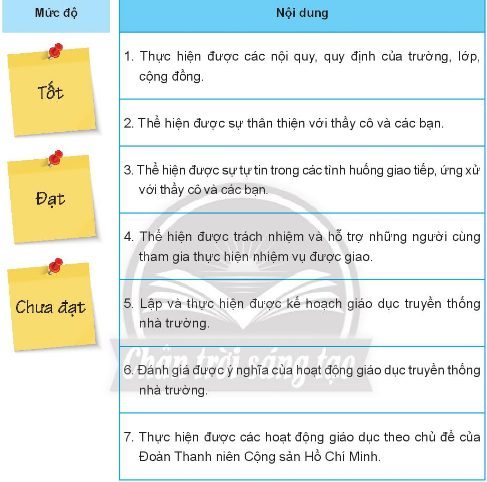 Mức độ
Nội dung
Tốt
Đạt
Chưa đạt
1. Thực hiện được các nội quy, quy định của trường, lớp,
cộng đồng.
2. Thể hiện được sự thân thiện với thầy cô và các bạn.
3. Thể hiện được sự tự tin trong các tình huống giao tiếp, ứng xử
với thầy cô và các bạn.
4. Thể hiện được trách nhiệm và hỗ trợ những người cùng
tham gia thực hiện nhiệm vụ được giao.
5. Lập và thực hiện được kế hoạch giáo dục truyền thống
nhà trường.
6. Đánh giá được ý nghĩa của hoạt động giáo dục truyền thống
nhà trường.
7. Thực hiện được các hoạt động giáo dục theo chủ đề của
Đoàn Thanh niên Cộng sản Hồ Chí Minh.
Chân trời sáng tạo